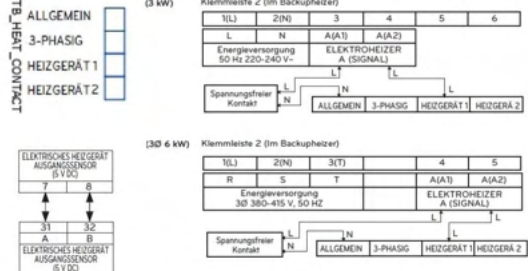 TB_HEAT_CONTACT
ALLGEMEIN
3-PHASIG
HEIZGERÄT 1
HEIZGERÄT 2
(3 kW) Klemmleiste 2 (Im Backupheizer)
1(L) 2(N) 3 4 5 6
L N A(A1) A(A2)
Energieversorgung
50 Hz 220-240 V~
ELEKTROHEIZER
A (SIGNAL)
L L
Spannungsfreier
Kontakt
L
N
N
ALLGEMEIN 3-PHASIG HEIZGERÄT 1 HEIZGERÄ 2
ELEKTRISCHES HEIZGERÄT
AUSGANGSSENSOR
(5 V DC)
7 8
31 32
A B
ELEKTRISCHES HEIZGERÄT
AUSGANGSSENSOR
(5 V DC)
(3Ø 6 kW) Klemmleiste 2 (Im Backupheizer)
1(L) 2(N) 3(T) 4 5
R S T A(A1) A(A2)
Energieversorgung
3Ø 380-415 V, 50 HZ
ELEKTROHEIZER
A (SIGNAL)
L L
Spannungsfreier
Kontakt
L
N
N
ALLGEMEIN 3-PHASIG HEIZGERÄT 1 HEIZGERÄ 2